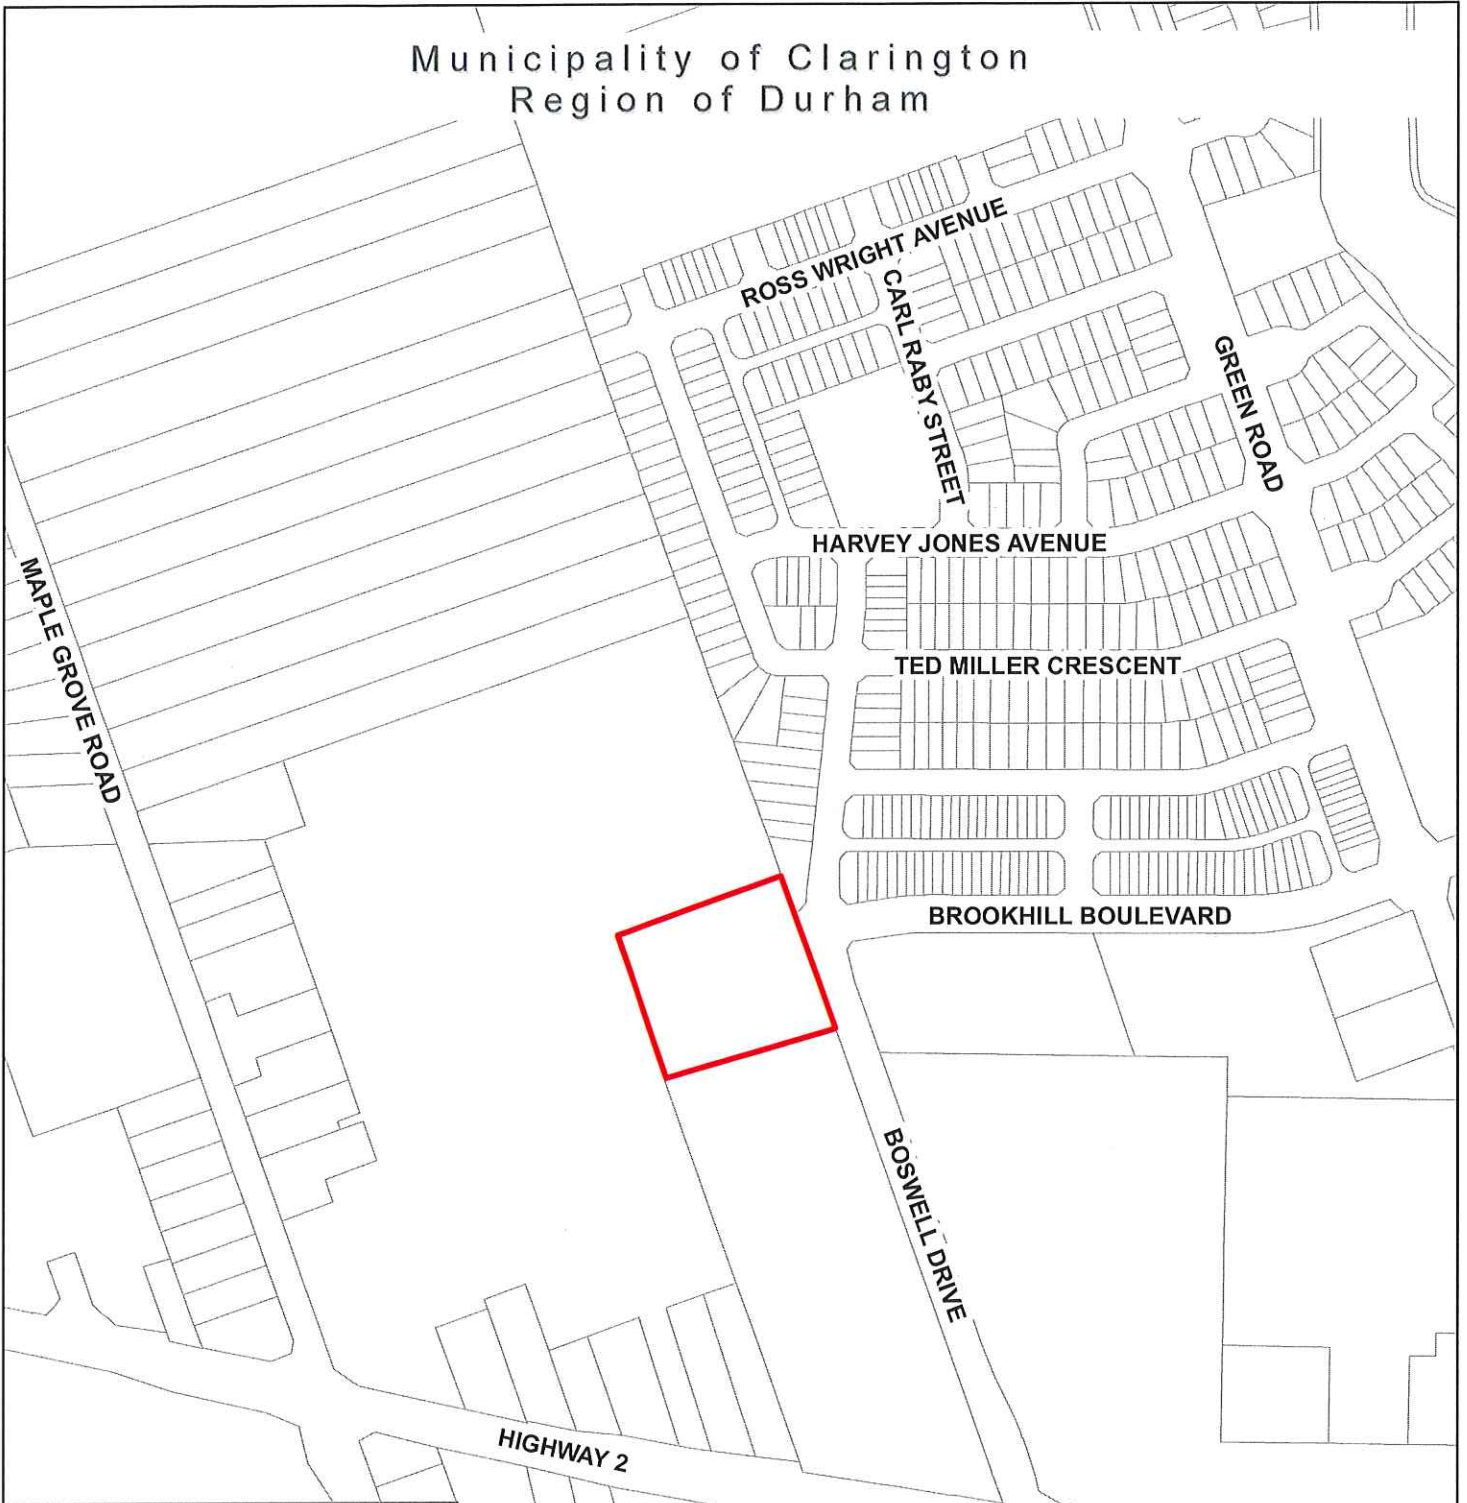 Municipality of Clarington
Region of Durham
ROSS WRIGHT AVENUE
CARL RABY STREET
GREEN ROAD
HARVEY JONES AVENUE
MAPLE GROVE ROAD
TED MILLER CRESCENT
BROOKHILL BOULEVARD
BOSWELL DRIVE
HIGHWAY 2